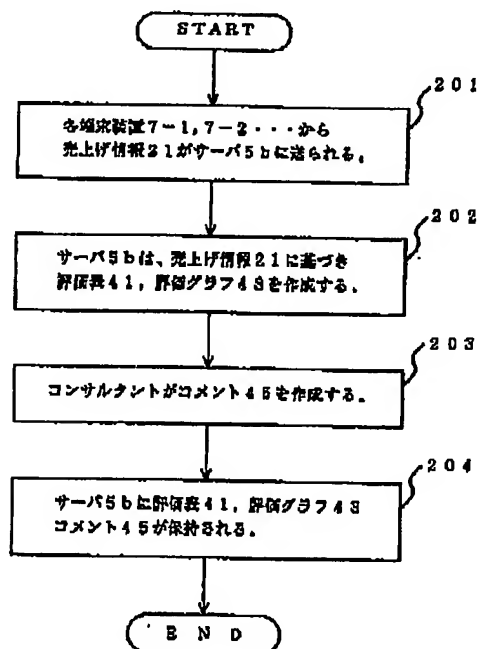 START
201
各端末装置7-1,7-2・・・から
売上げ情報21がサーバ5bに送られる。
202
サーバ5bは、売上げ情報21に基づき
評価表41,評価グラフ43を作成する。
203
コンサルタントがコメント45を作成する。
204
サーバ5bに評価表41,評価グラフ43
コメント45が保持される。
END